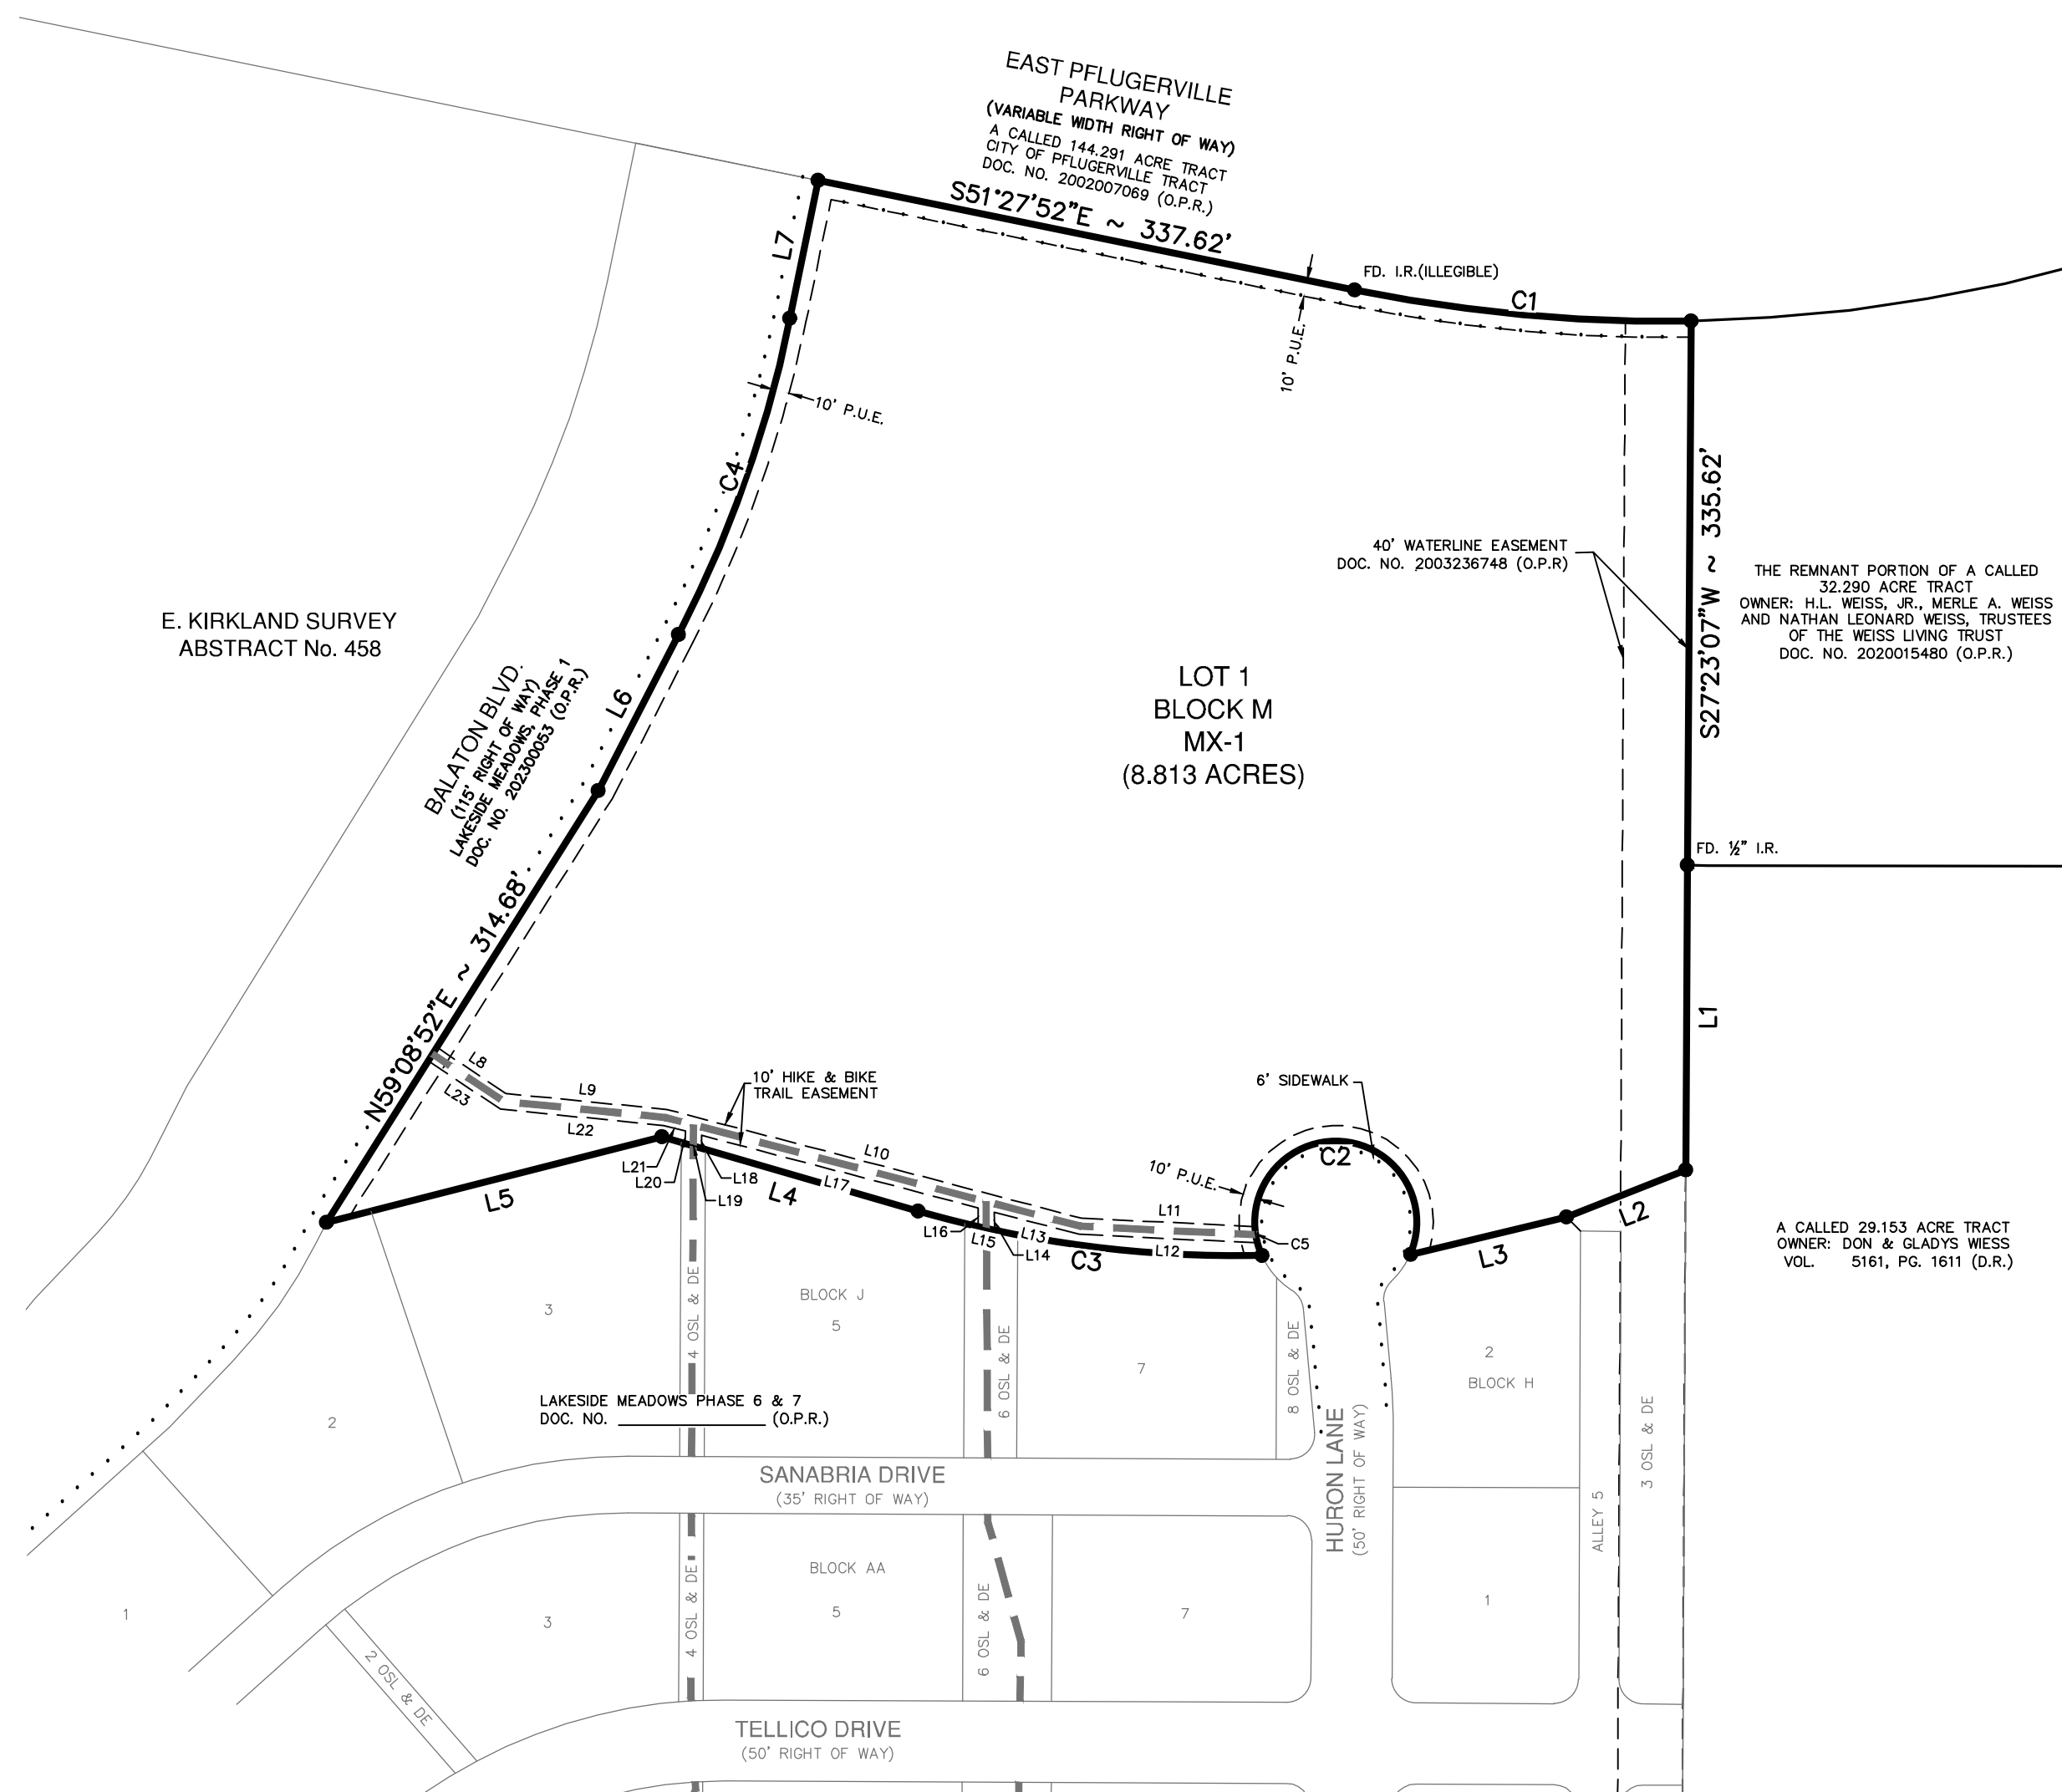 EAST PFLUGERVILLE
PARKWAY
(VARIABLE WIDTH RIGHT OF WAY)
A CALLED 144.291 ACRE TRACT
CITY OF PFLUGERVILLE TRACT
DOC. NO. 2002007069 (O.P.R.)
S51°27'52"E ~ 337.62'
FD. I.R.(ILLEGIBLE)
C1
L7
10' P.U.E.
10' P.U.E.
C4
S27°23'07"W ~ 335.62'
40' WATERLINE EASEMENT
DOC. NO. 2003236748 (O.P.R)
THE REMNANT PORTION OF A CALLED
32.290 ACRE TRACT
OWNER: H.L. WEISS, JR., MERLE A. WEISS
AND NATHAN LEONARD WEISS, TRUSTEES
OF THE WEISS LIVING TRUST
DOC. NO. 2020015480 (O.P.R.)
E. KIRKLAND SURVEY
ABSTRACT No. 458
BALATON BLVD.
(115' RIGHT OF WAY)
LAKESIDE MEADOWS, PHASE 1
DOC. NO. 202300053 (O.P.R.)
L6
LOT 1
BLOCK M
MX-1
(8.813 ACRES)
FD. ½" I.R.
N59°08'52"E ~ 314.68'
L1
L8
L23
L9
L22
10' HIKE & BIKE
TRAIL EASEMENT
6' SIDEWALK
L10
C2
10' P.U.E.
L21
L20
L18
L19
L17
L4
L5
L16
L15
L13
L14
L11
L12
C3
C5
L3
L2
A CALLED 29.153 ACRE TRACT
OWNER: DON & GLADYS WIESS
VOL. 5161, PG. 1611 (D.R.)
3
4 OSL & DE
BLOCK J
5
6 OSL & DE
7
8 OSL & DE
2
BLOCK H
2
LAKESIDE MEADOWS PHASE 6 & 7
DOC. NO. ______________ (O.P.R.)
HURON LANE
(50' RIGHT OF WAY)
3 OSL & DE
ALLEY 5
SANABRIA DRIVE
(35' RIGHT OF WAY)
1
3
4 OSL & DE
BLOCK AA
5
6 OSL & DE
7
1
2 OSL & DE
TELLICO DRIVE
(50' RIGHT OF WAY)